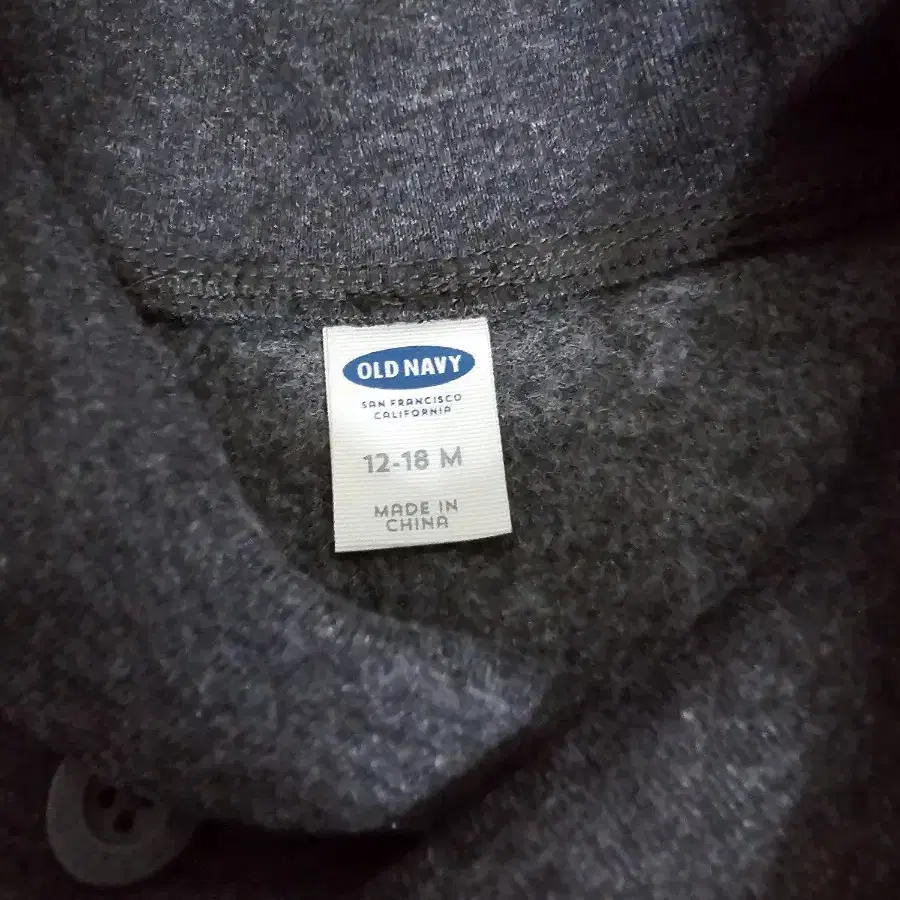 OLD NAVY
SAN FRANCISCO
CALIFORNIA
12-18 M
MADE IN
CHINA